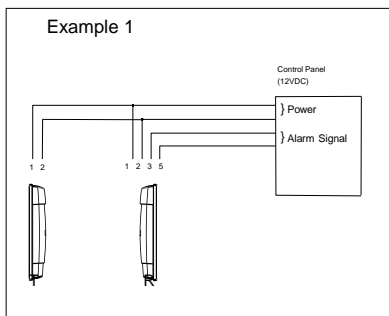 Example 1
Control Panel
(12VDC)
} Power
} Alarm Signal
1 2 1 2 3 5
R